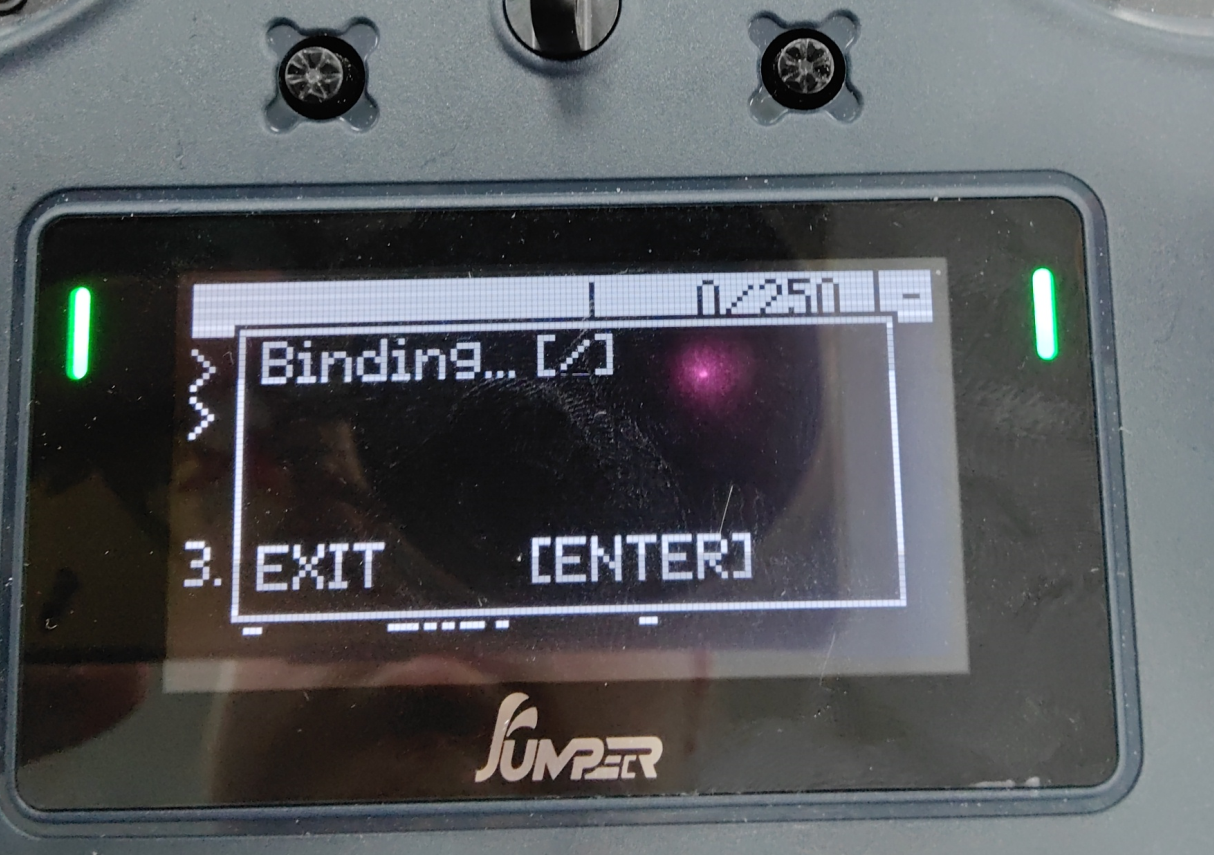 0/250 -
Binding... [/]
>
>
3. EXIT [ENTER]
JUMPER